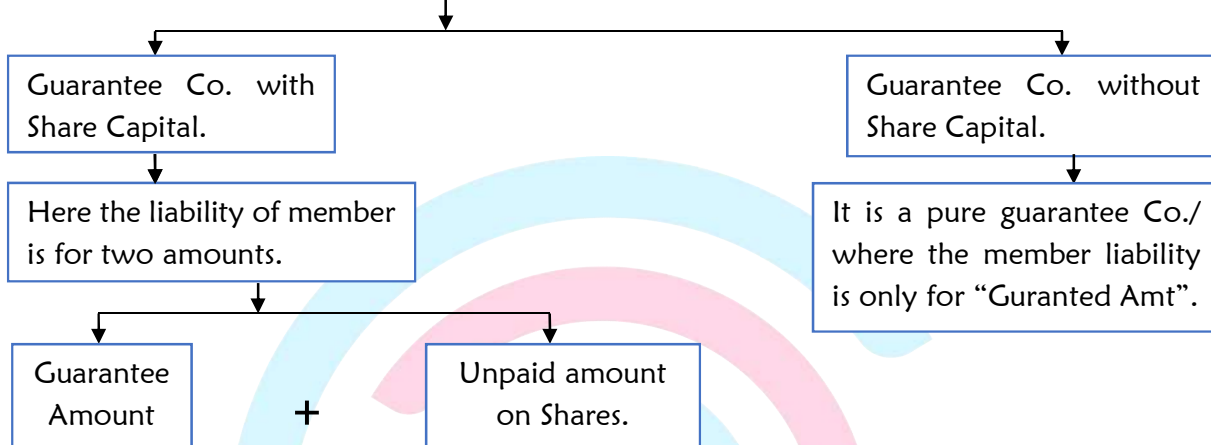 Guarantee Co. with
Share Capital.
Guarantee Co. without
Share Capital.
Here the liability of member
is for two amounts.
It is a pure guarantee Co./
where the member liability
is only for “Guranted Amt”.
Guarantee
Amount
+
Unpaid amount
on Shares.